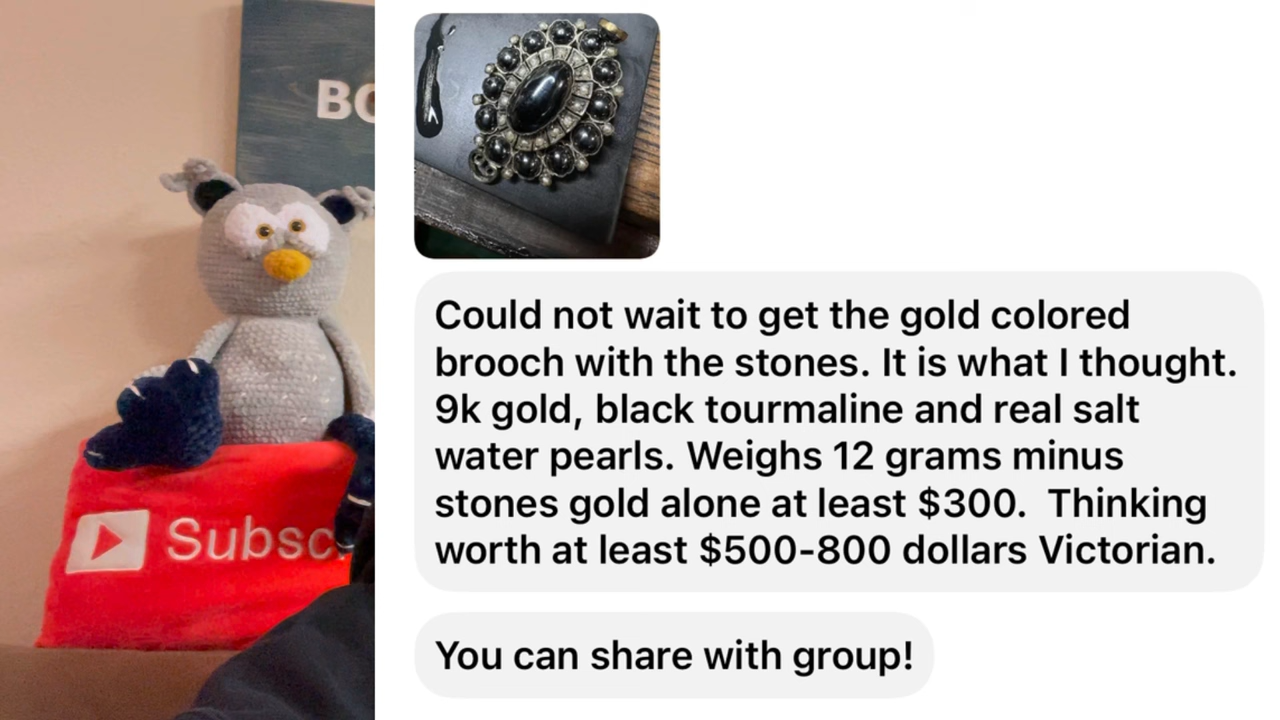 BO
Subsc
Could not wait to get the gold colored
brooch with the stones. It is what I thought.
9k gold, black tourmaline and real salt
water pearls. Weighs 12 grams minus
stones gold alone at least $300.  Thinking
worth at least $500-800 dollars Victorian.
You can share with group!